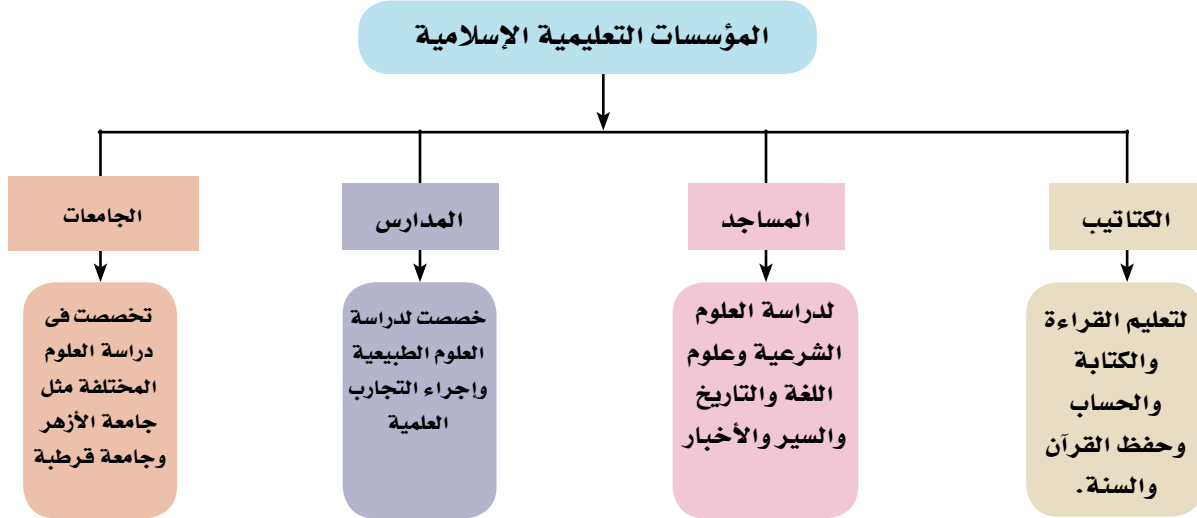 المؤسسات التعليمية الإسلامية
الكتاتيب
لتعليم القراءة
والكتابة
والحساب
وحفظ القرآن
والسنة.
المساجد
لدراسة العلوم
الشرعية وعلوم
اللغة والتاريخ
والسير والأخبار
المدارس
خصصت لدراسة
العلوم الطبيعية
وإجراء التجارب
العلمية
الجامعات
تخصصت فى
دراسة العلوم
المختلفة مثل
جامعة الأزهر
وجامعة قرطبة